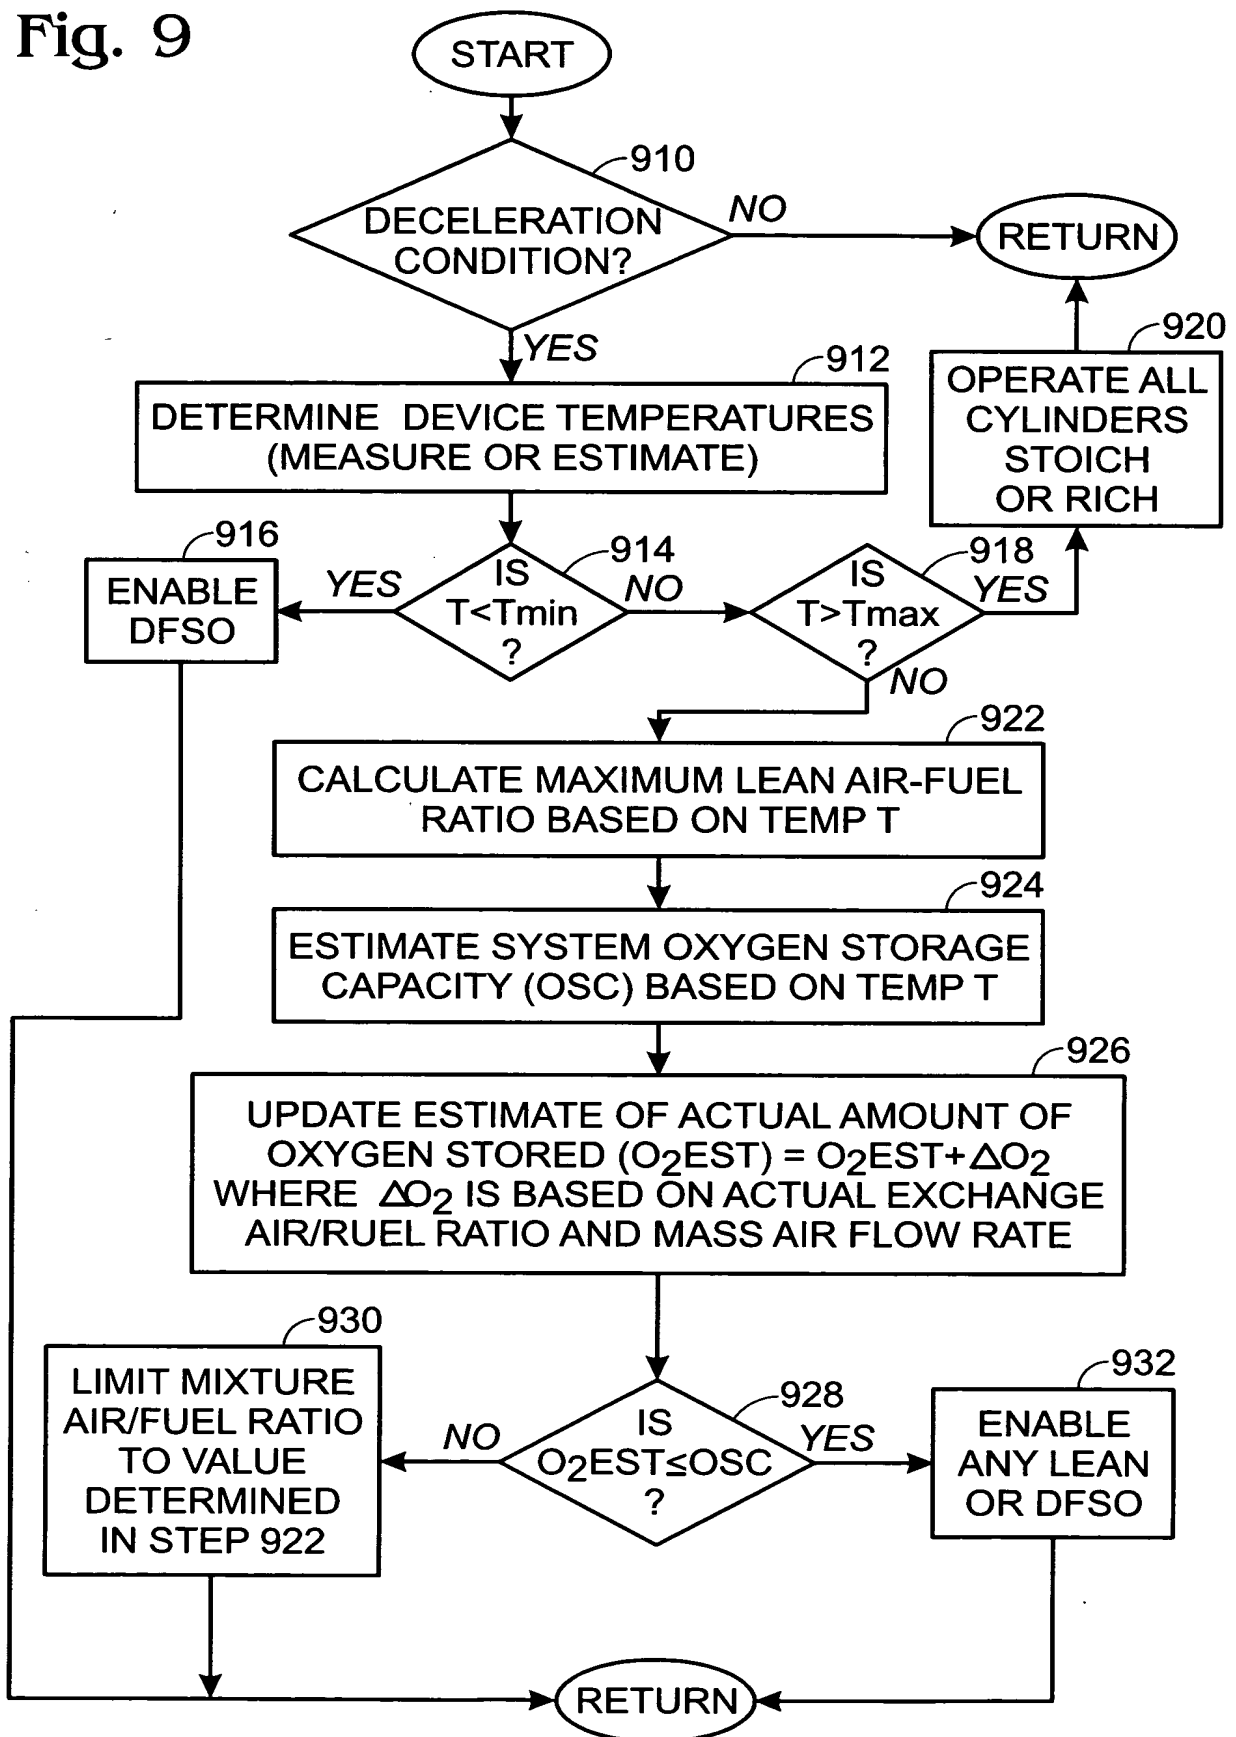 Fig. 9
START
910
DECELERATION
CONDITION?
NO
RETURN
YES
912
DETERMINE DEVICE TEMPERATURES
(MEASURE OR ESTIMATE)
920
OPERATE ALL
CYLINDERS
STOICH
OR RICH
916
ENABLE
DFSO
YES
914
IS
T<Tmin
?
NO
918
IS
T>Tmax
?
YES
NO
922
CALCULATE MAXIMUM LEAN AIR-FUEL
RATIO BASED ON TEMP T
924
ESTIMATE SYSTEM OXYGEN STORAGE
CAPACITY (OSC) BASED ON TEMP T
926
UPDATE ESTIMATE OF ACTUAL AMOUNT OF
OXYGEN STORED (O₂EST) = O₂EST+ΔO₂
WHERE ΔO₂ IS BASED ON ACTUAL EXCHANGE
AIR/RUEL RATIO AND MASS AIR FLOW RATE
930
LIMIT MIXTURE
AIR/FUEL RATIO
TO VALUE
DETERMINED
IN STEP 922
NO
928
IS
O₂EST≤OSC
?
YES
932
ENABLE
ANY LEAN
OR DFSO
RETURN